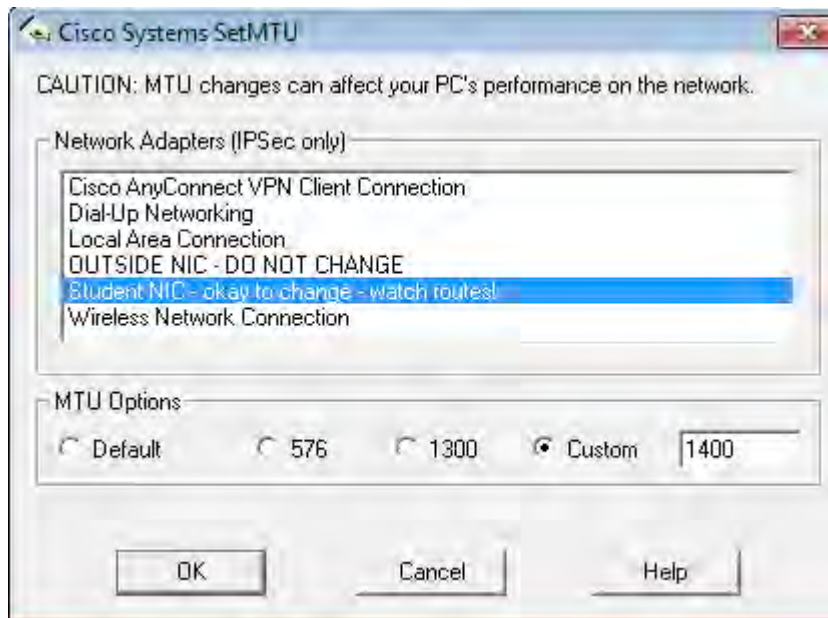 Cisco Systems SetMTU
CAUTION: MTU changes can affect your PC's performance on the network.
Network Adapters (IPSec only)
Cisco AnyConnect VPN Client Connection
Dial-Up Networking
Local Area Connection
OUTSIDE NIC - DO NOT CHANGE
Student NIC - okay to change - watch routes!
Wireless Network Connection
MTU Options
Default 576 1300 Custom 1400
OK Cancel Help